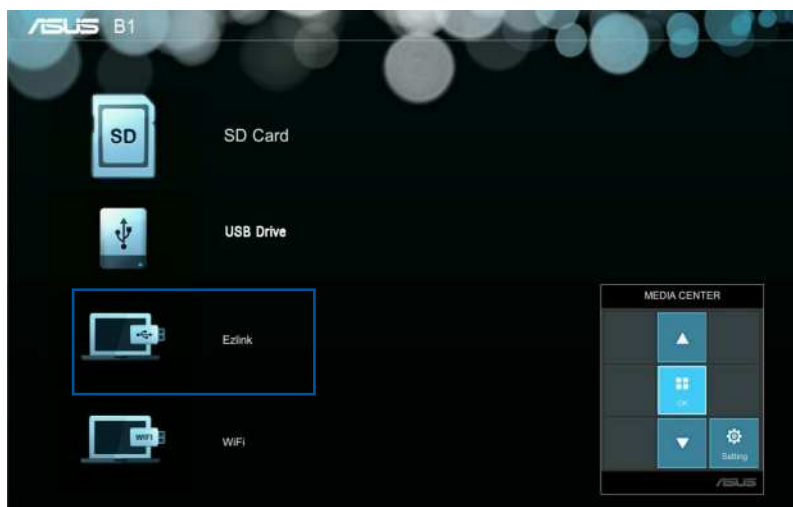 ASUS B1
SD
SD Card
USB Drive
Ezlink
WiFi
WiFi
MEDIA CENTER
OK
Setting
ASUS